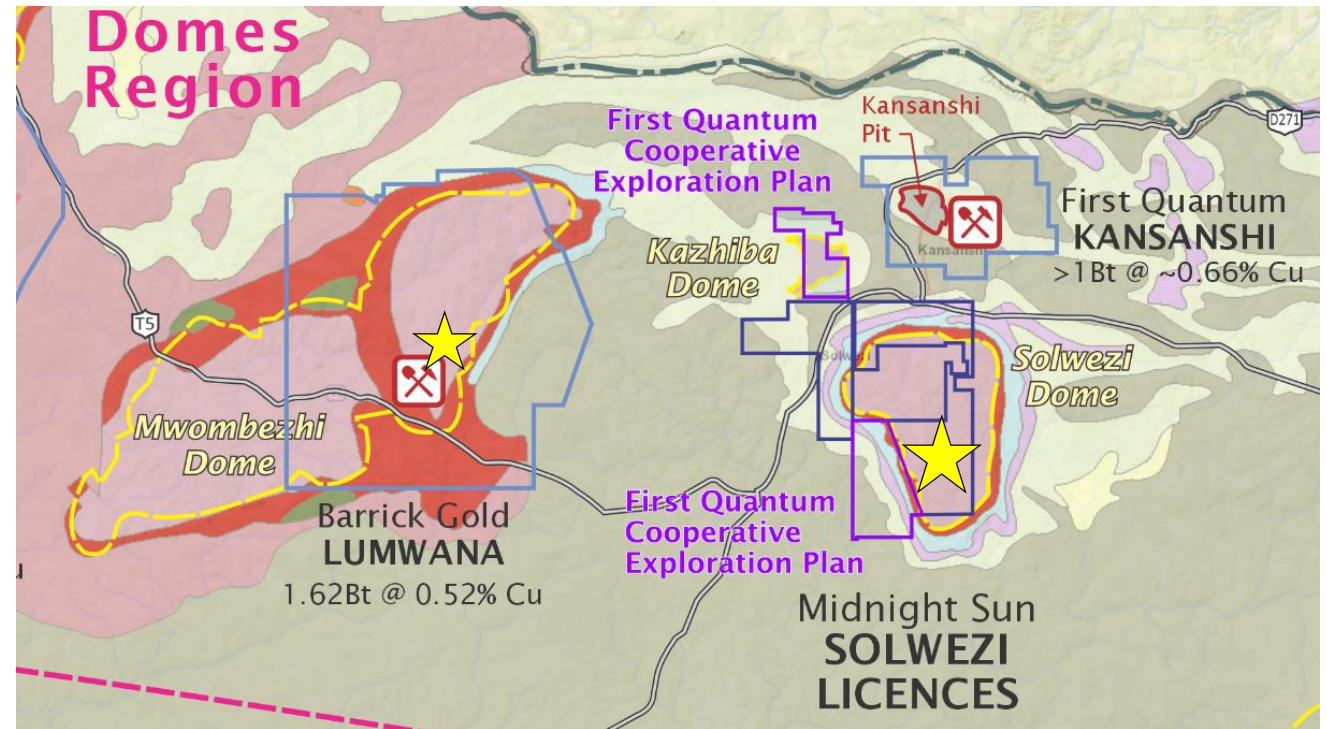 Domes
Region
First Quantum
Cooperative
Exploration Plan
Kansanshi
Pit
D271
First Quantum
KANSANSHI
>1Bt @ ~0.66% Cu
Kansanshi
Kazhiba
Dome
T5
Solwezi
Solwezi
Dome
Mwombezhi
Dome
Barrick Gold
LUMWANA
1.62Bt @ 0.52% Cu
First Quantum
Cooperative
Exploration Plan
Midnight Sun
SOLWEZI
LICENCES